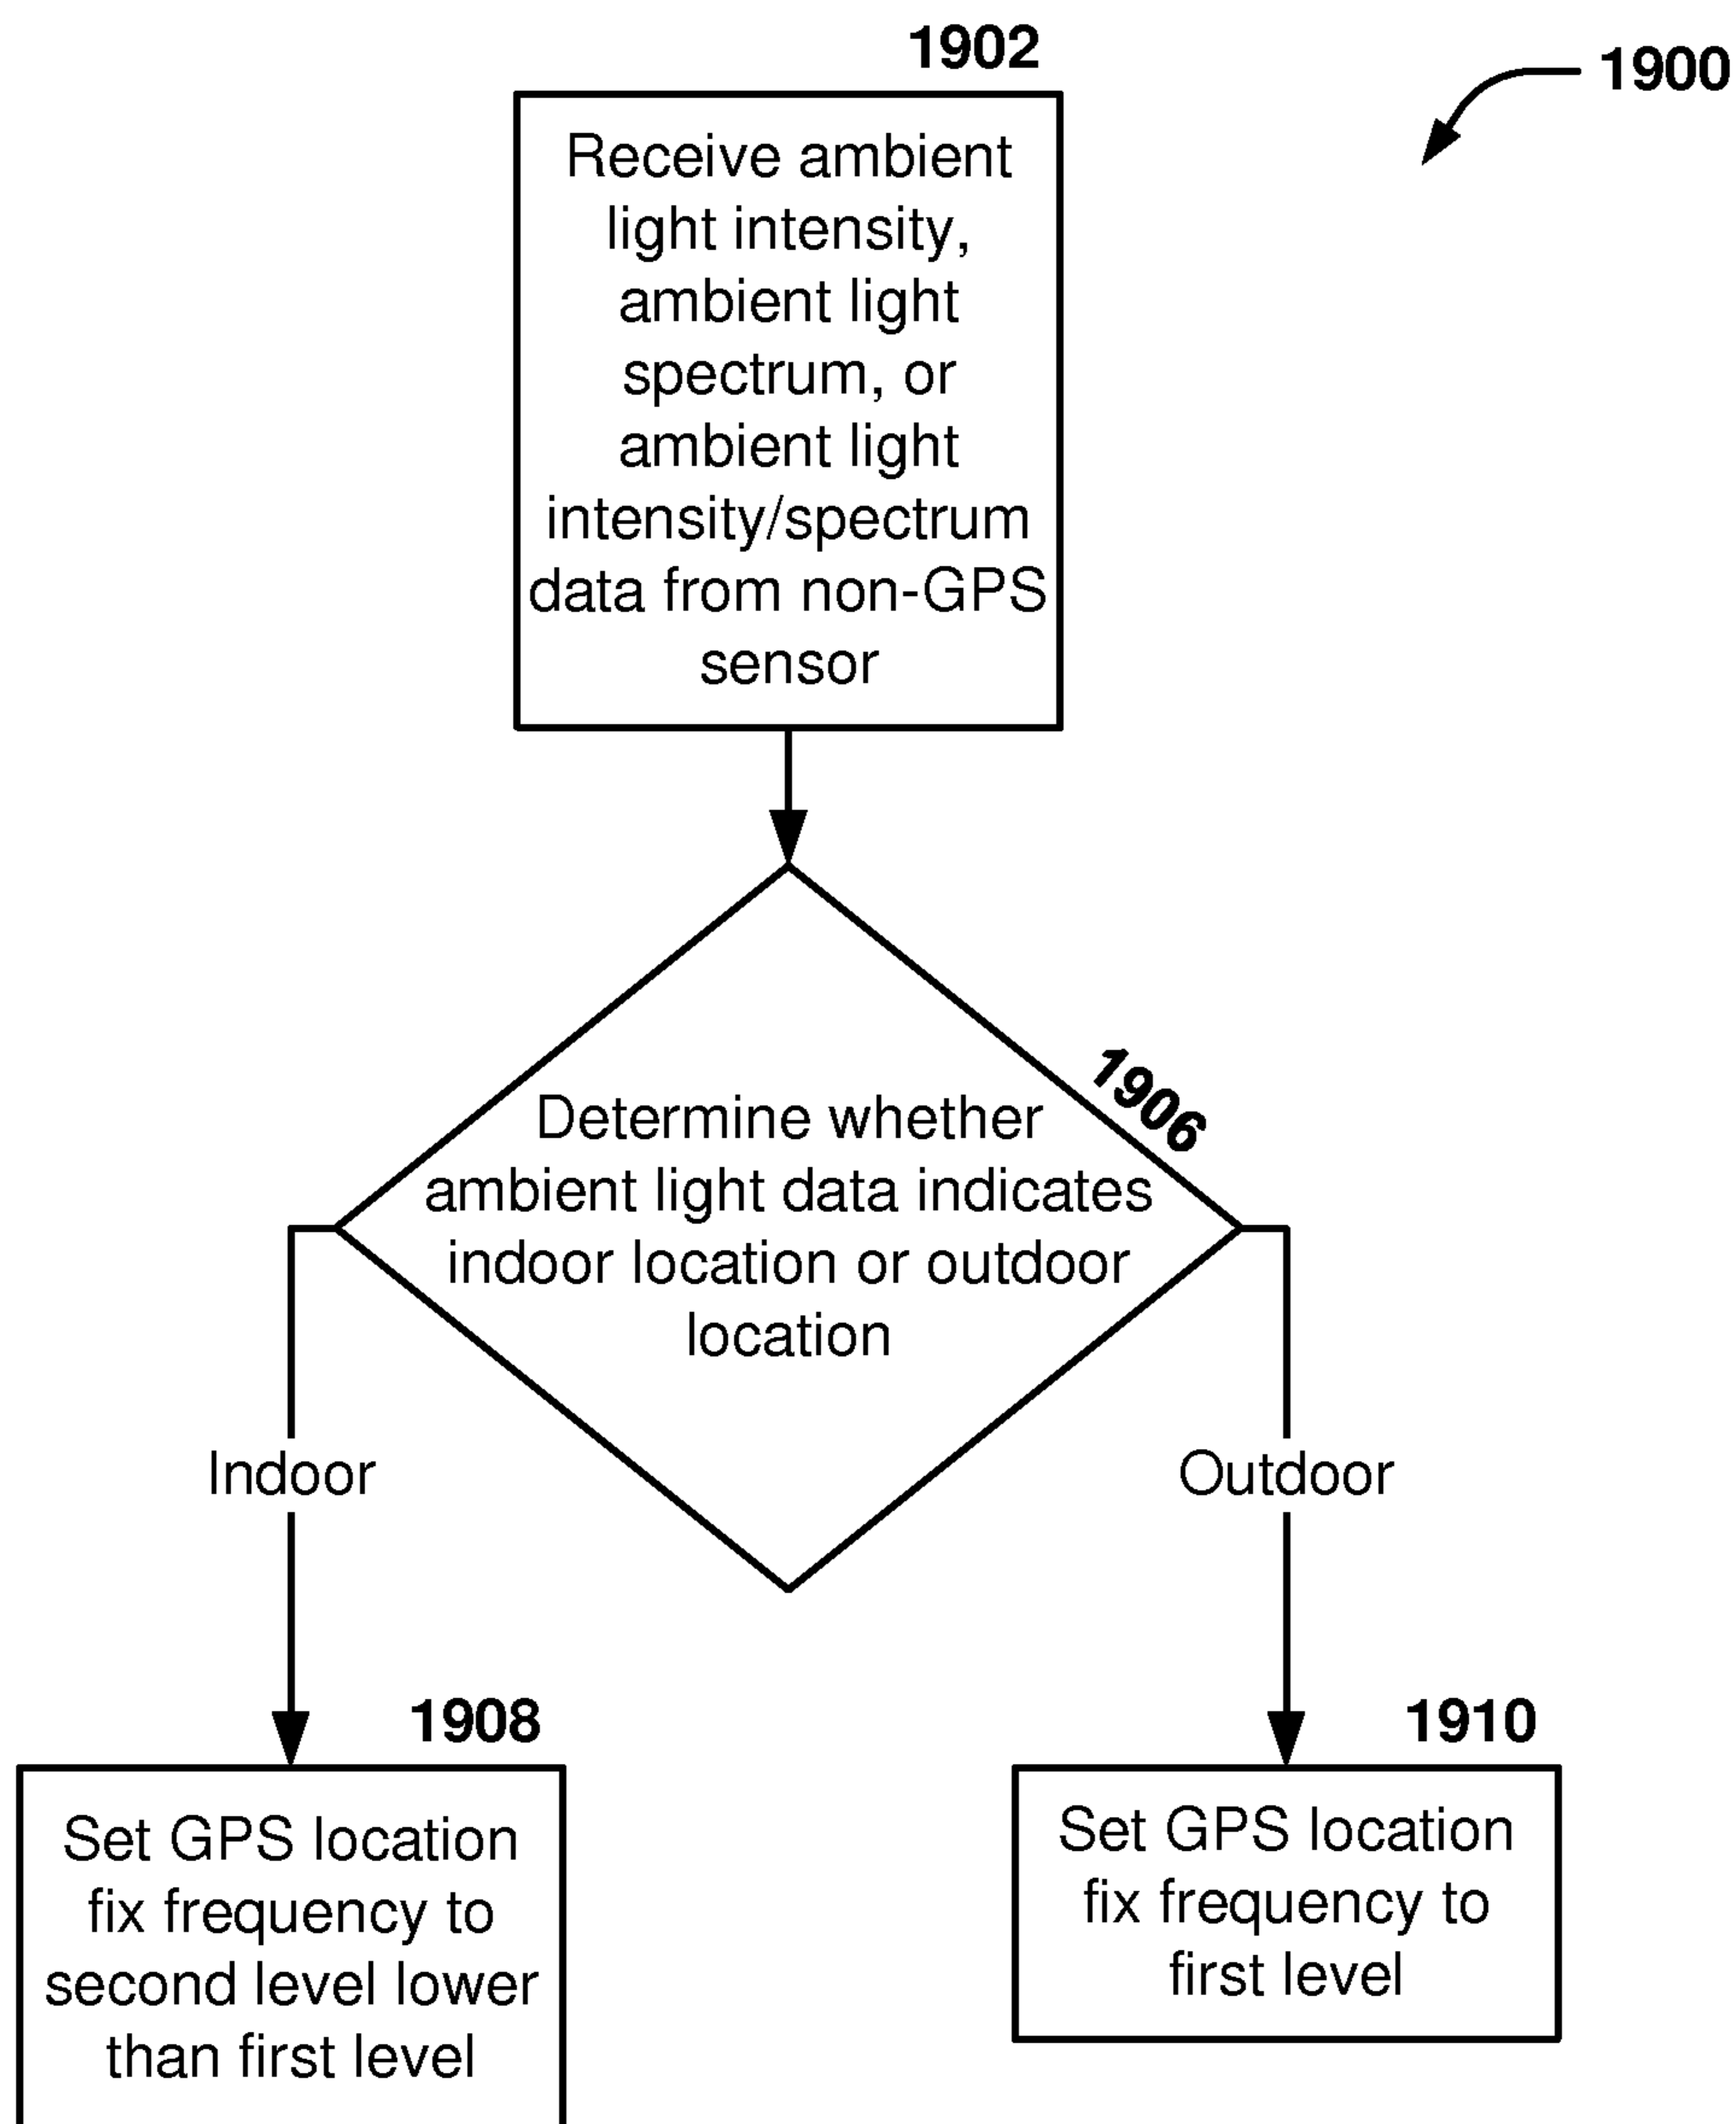 1902
1900
Receive ambient
light intensity,
ambient light
spectrum, or
ambient light
intensity/spectrum
data from non-GPS
sensor
1906
Determine whether
ambient light data indicates
indoor location or outdoor
location
Indoor
Outdoor
1908
Set GPS location
fix frequency to
second level lower
than first level
1910
Set GPS location
fix frequency to
first level